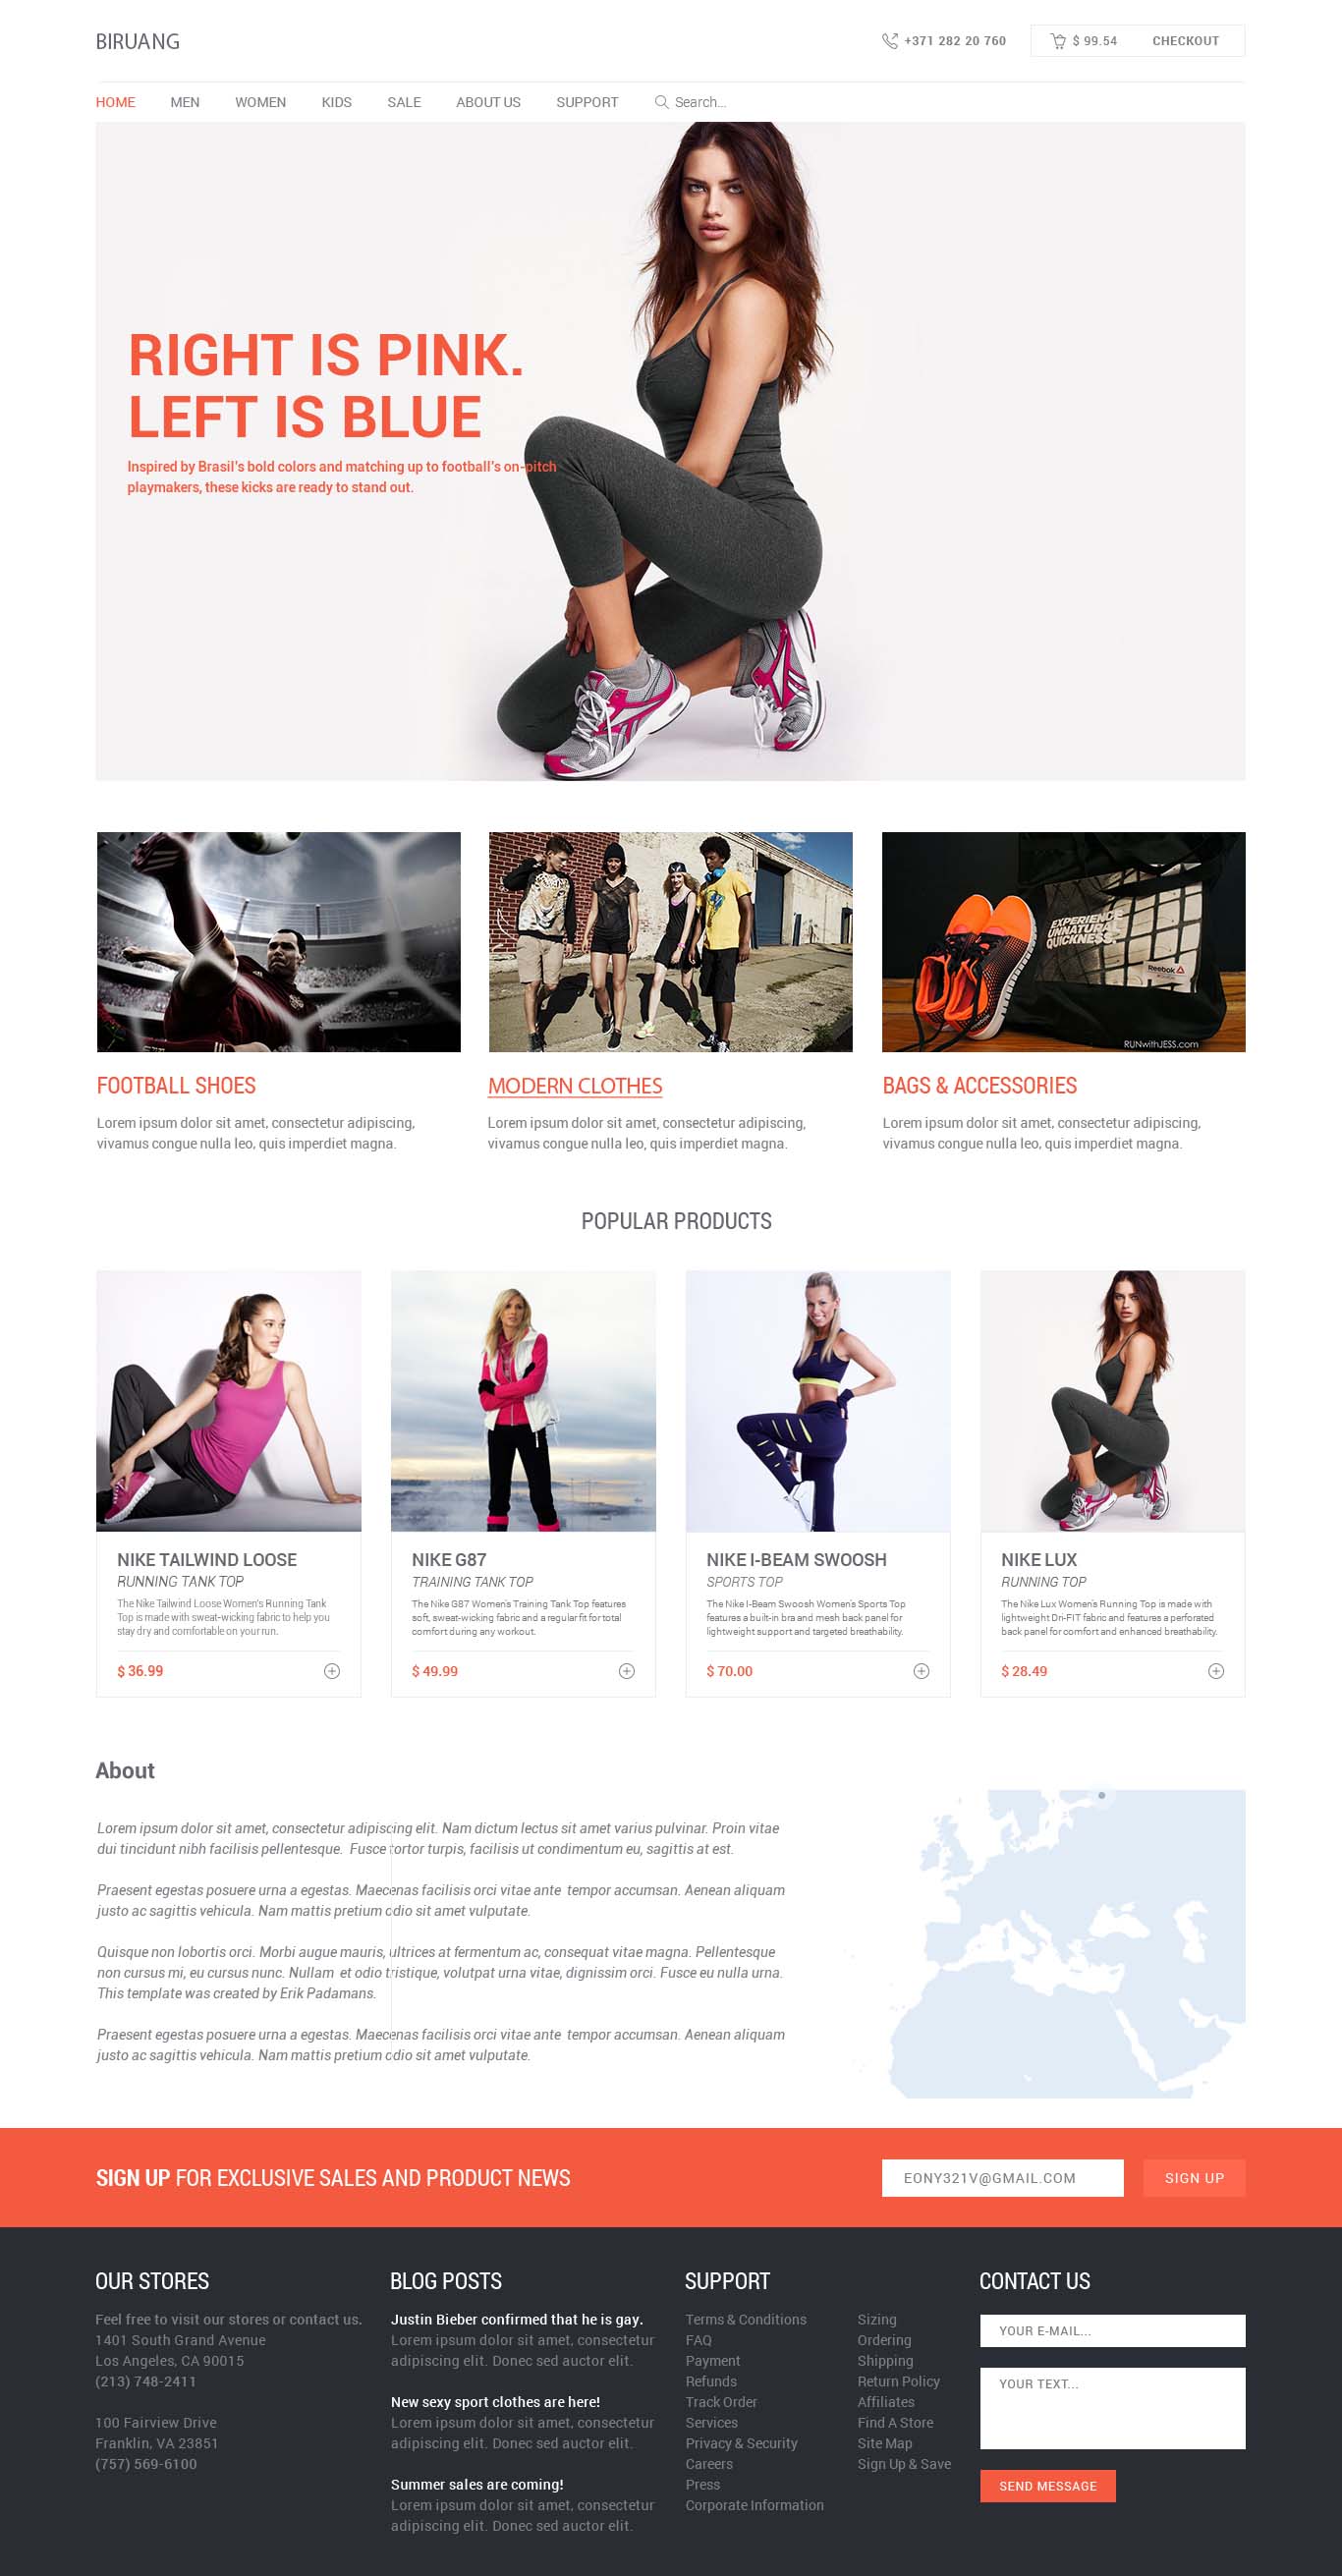 BIRUANG
+371 282 20 760
$ 99.54
CHECKOUT
HOME
MEN
WOMEN
KIDS
SALE
ABOUT US
SUPPORT
Search...
RIGHT IS PINK.
LEFT IS BLUE
Inspired by Brasil's bold colors and matching up to football's on-pitch
playmakers, these kicks are ready to stand out.
EXPERIENCE
UNNATURAL
QUICKNESS.
Reebok
RUNwithJESS.com
FOOTBALL SHOES
Lorem ipsum dolor sit amet, consectetur adipiscing,
vivamus congue nulla leo, quis imperdiet magna.
MODERN CLOTHES
Lorem ipsum dolor sit amet, consectetur adipiscing,
vivamus congue nulla leo, quis imperdiet magna.
BAGS & ACCESSORIES
Lorem ipsum dolor sit amet, consectetur adipiscing,
vivamus congue nulla leo, quis imperdiet magna.
POPULAR PRODUCTS
NIKE TAILWIND LOOSE
RUNNING TANK TOP
The Nike Tailwind Loose Women's Running Tank
Top is made with sweat-wicking fabric to help you
stay dry and comfortable on your run.
$ 36.99
NIKE G87
TRAINING TANK TOP
The Nike G87 Women's Training Tank Top features
soft, sweat-wicking fabric and a regular fit for total
comfort during any workout.
$ 49.99
NIKE I-BEAM SWOOSH
SPORTS TOP
The Nike I-Beam Swoosh Women's Sports Top
features a built-in bra and mesh back panel for
lightweight support and targeted breathability.
$ 70.00
NIKE LUX
RUNNING TOP
The Nike Lux Women's Running Top is made with
lightweight Dri-FIT fabric and features a perforated
back panel for comfort and enhanced breathability.
$ 28.49
About
Lorem ipsum dolor sit amet, consectetur adipiscing elit. Nam dictum lectus sit amet varius pulvinar. Proin vitae
dui tincidunt nibh facilisis pellentesque. Fusce tortor turpis, facilisis ut condimentum eu, sagittis at est.
Praesent egestas posuere urna a egestas. Maecenas facilisis orci vitae ante tempor accumsan. Aenean aliquam
justo ac sagittis vehicula. Nam mattis pretium odio sit amet vulputate.
Quisque non lobortis orci. Morbi augue mauris, ultrices at fermentum ac, consequat vitae magna. Pellentesque
non cursus mi, eu cursus nunc. Nullam et odio tristique, volutpat urna vitae, dignissim orci. Fusce eu nulla urna.
This template was created by Erik Padamans.
Praesent egestas posuere urna a egestas. Maecenas facilisis orci vitae ante tempor accumsan. Aenean aliquam
justo ac sagittis vehicula. Nam mattis pretium odio sit amet vulputate.
SIGN UP FOR EXCLUSIVE SALES AND PRODUCT NEWS
EONY321V@GMAIL.COM
SIGN UP
OUR STORES
Feel free to visit our stores or contact us.
1401 South Grand Avenue
Los Angeles, CA 90015
(213) 748-2411
100 Fairview Drive
Franklin, VA 23851
(757) 569-6100
BLOG POSTS
Justin Bieber confirmed that he is gay.
Lorem ipsum dolor sit amet, consectetur
adipiscing elit. Donec sed auctor elit.
New sexy sport clothes are here!
Lorem ipsum dolor sit amet, consectetur
adipiscing elit. Donec sed auctor elit.
Summer sales are coming!
Lorem ipsum dolor sit amet, consectetur
adipiscing elit. Donec sed auctor elit.
SUPPORT
Terms & Conditions
FAQ
Payment
Refunds
Track Order
Services
Privacy & Security
Careers
Press
Corporate Information
Sizing
Ordering
Shipping
Return Policy
Affiliates
Find A Store
Site Map
Sign Up & Save
CONTACT US
YOUR E-MAIL...
YOUR TEXT...
SEND MESSAGE